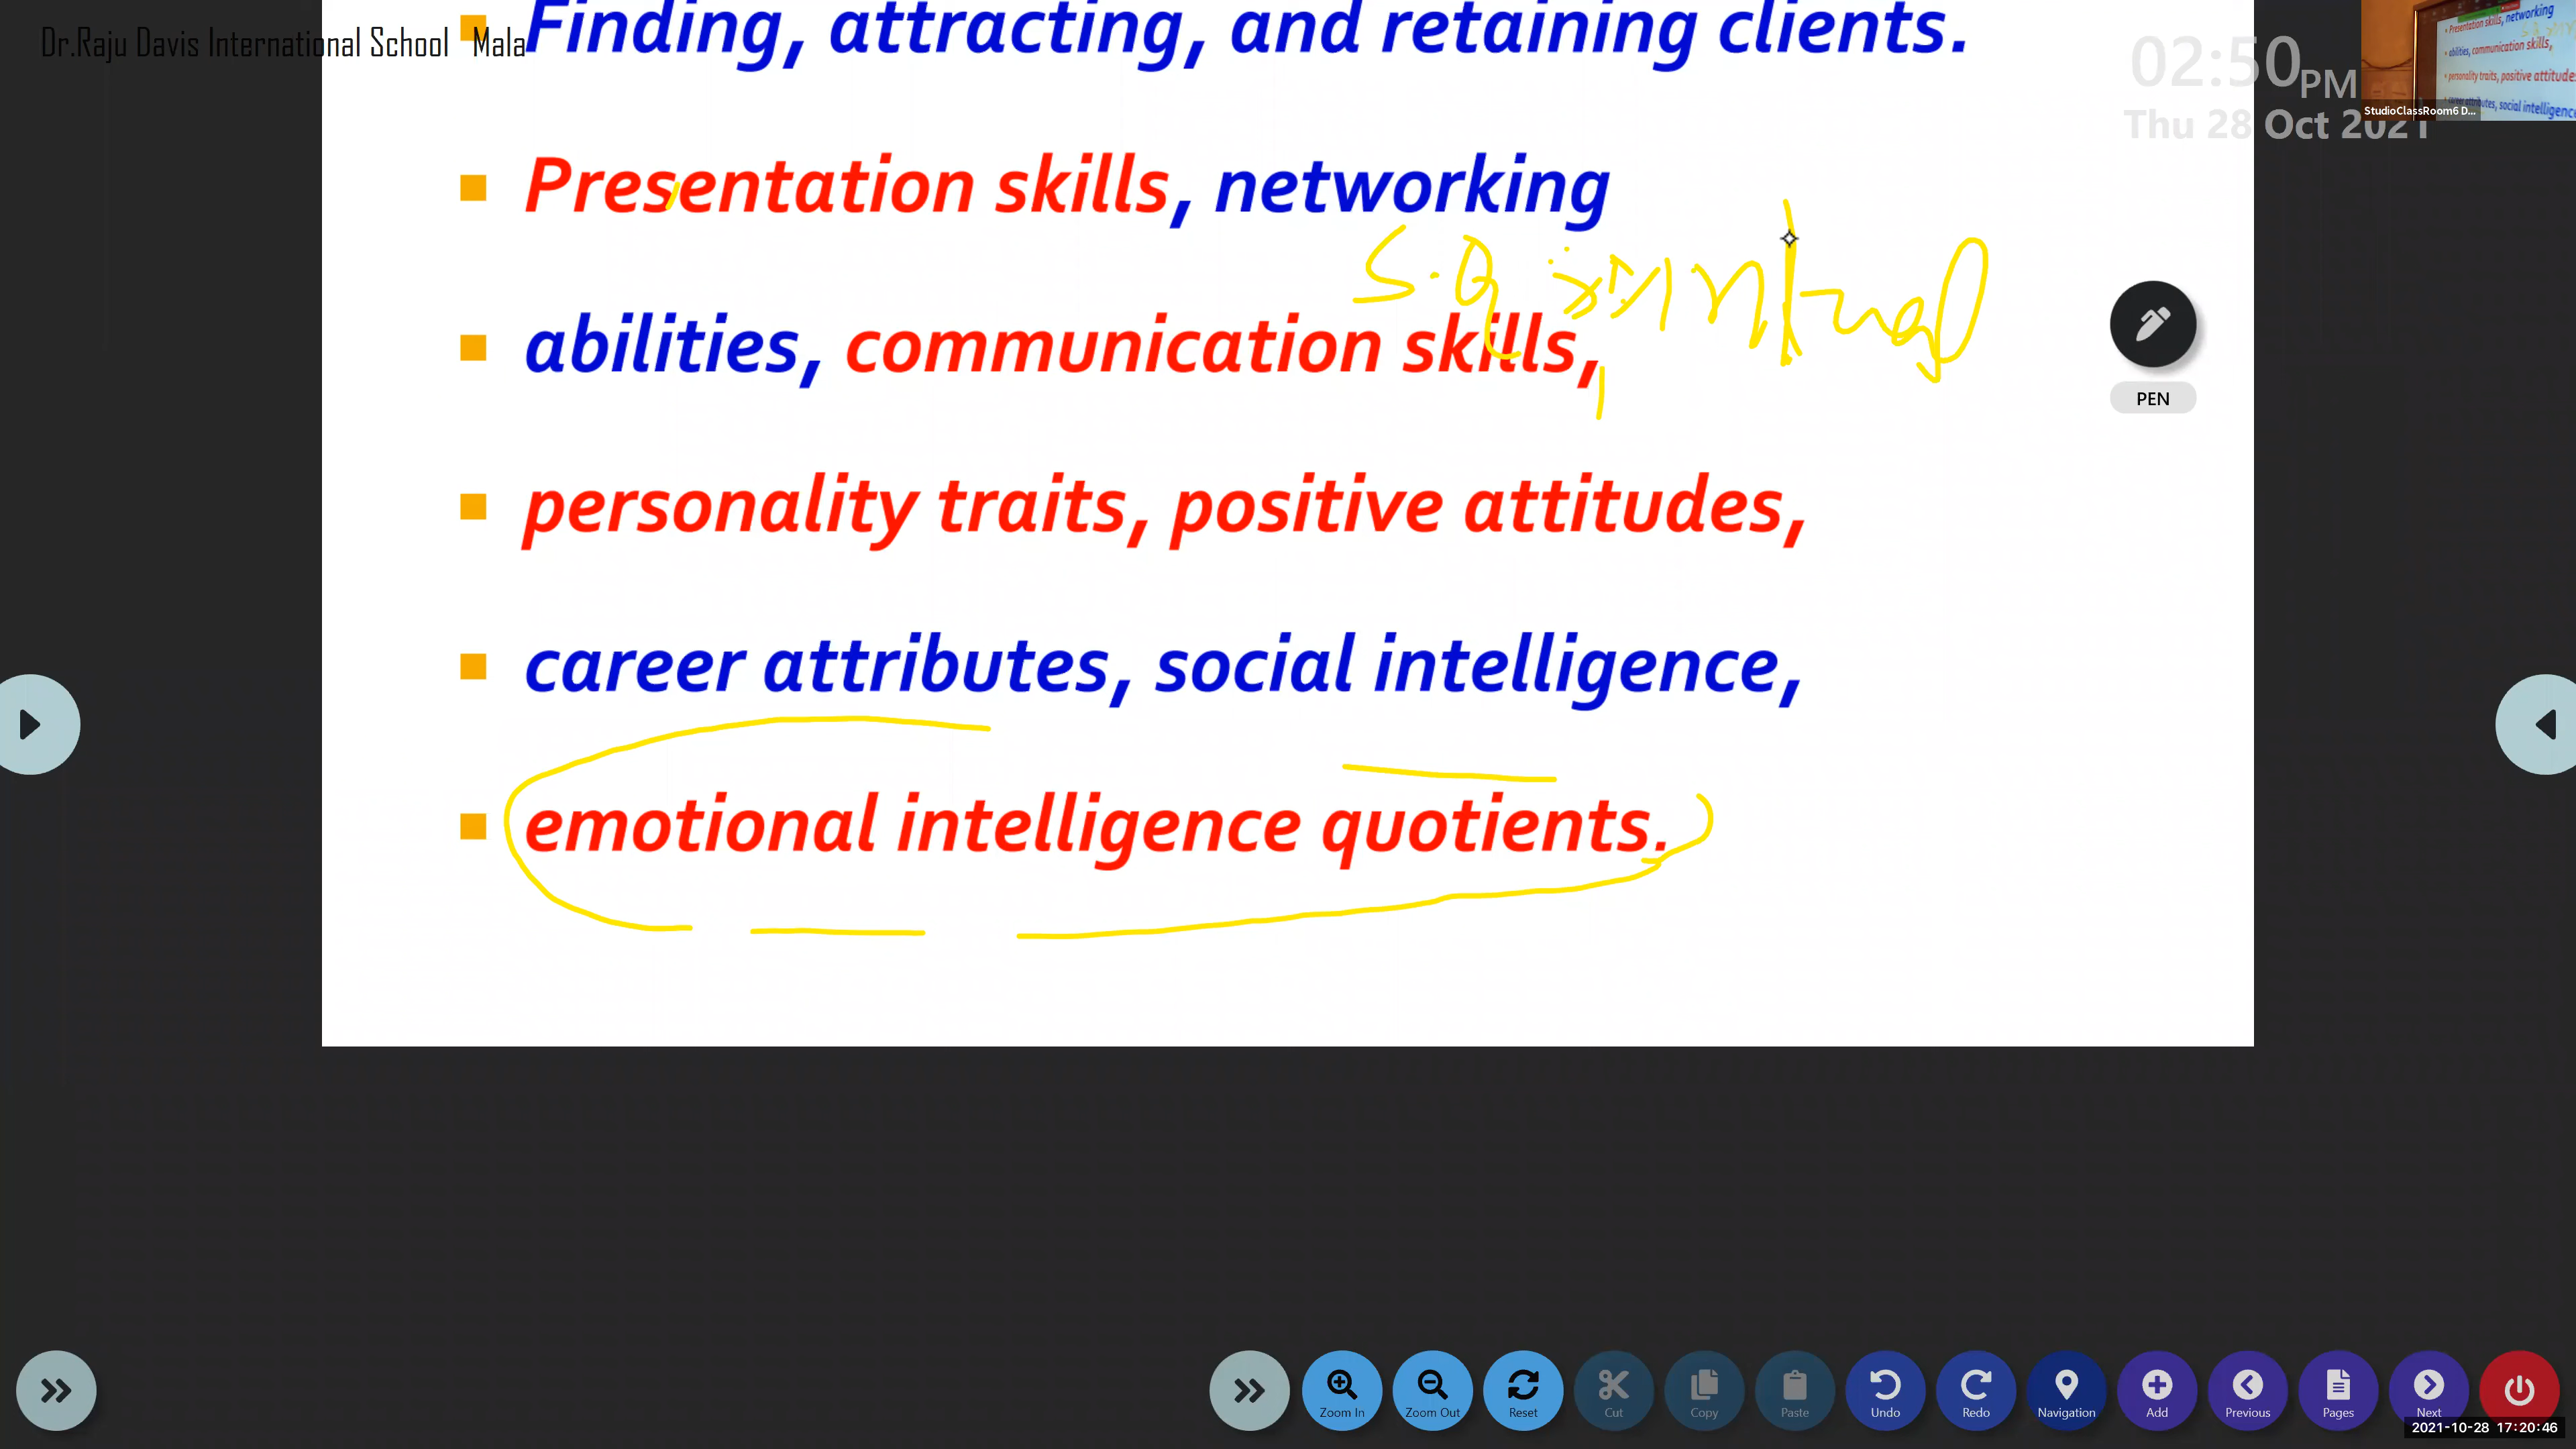 Dr.Raju Davis International School Mala
Finding, attracting, and retaining clients.
02:50PM
Thu 28 Oct 2021
StudioClassRoom6 D...
Presentation skills, networking
S.Q
abilities, communication skills,
PEN
personality traits, positive attitudes,
career attributes, social intelligence,
emotional intelligence quotients.
Zoom In Zoom Out Reset Cut Copy Paste Undo Redo Navigation Add Previous Pages Next
2021-10-28 17:20:46